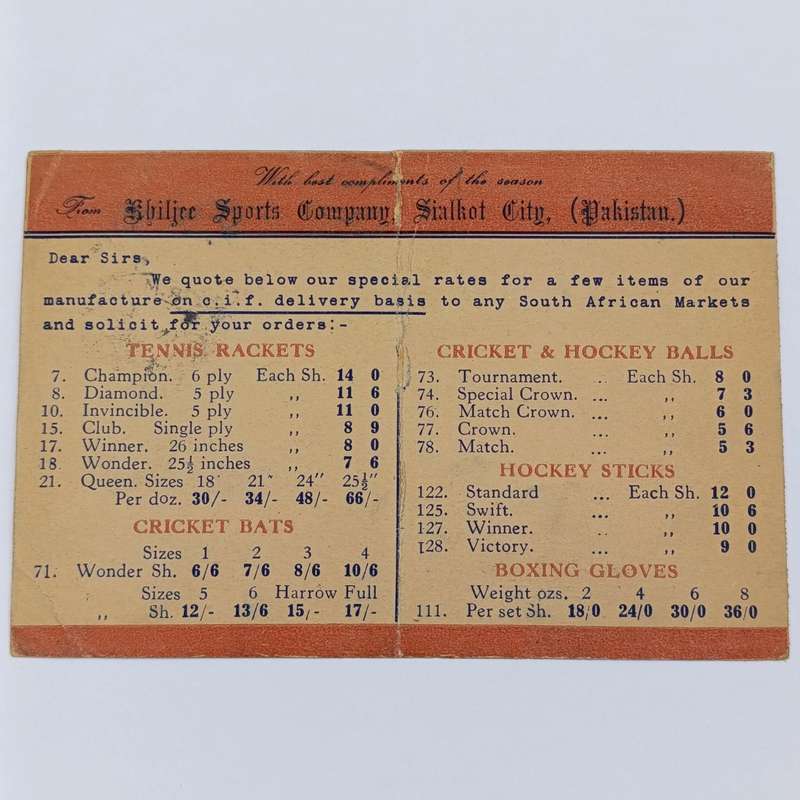 With best compliments of the season
From Khiljee Sports Company, Sialkot City, (Pakistan.)
Dear Sirs,
We quote below our special rates for a few items of our
manufacture on c.i.f. delivery basis to any South African Markets
and solicit for your orders:-
TENNIS RACKETS
7. Champion. 6 ply Each Sh. 14 0
8. Diamond. 5 ply ,, 11 6
10. Invincible. 5 ply ,, 11 0
15. Club. Single ply ,, 8 9
17. Winner. 26 inches ,, 8 0
18. Wonder. 25½ inches ,, 7 6
21. Queen. Sizes 18" 21" 24" 25½"
Per doz. 30/- 34/- 48/- 66/-
CRICKET BATS
Sizes 1 2 3 4
71. Wonder Sh. 6/6 7/6 8/6 10/6
Sizes 5 6 Harrow Full
,, Sh. 12/- 13/6 15/- 17/-
CRICKET & HOCKEY BALLS
73. Tournament. .. Each Sh. 8 0
74. Special Crown. ... ,, 7 3
76. Match Crown. ... ,, 6 0
77. Crown. ... ,, 5 6
78. Match. ... ,, 5 3
HOCKEY STICKS
122. Standard ... Each Sh. 12 0
125. Swift. ... ,, 10 6
127. Winner. ... ,, 10 0
128. Victory. ... ,, 9 0
BOXING GLOVES
Weight ozs. 2 4 6 8
111. Per set Sh. 18/0 24/0 30/0 36/0